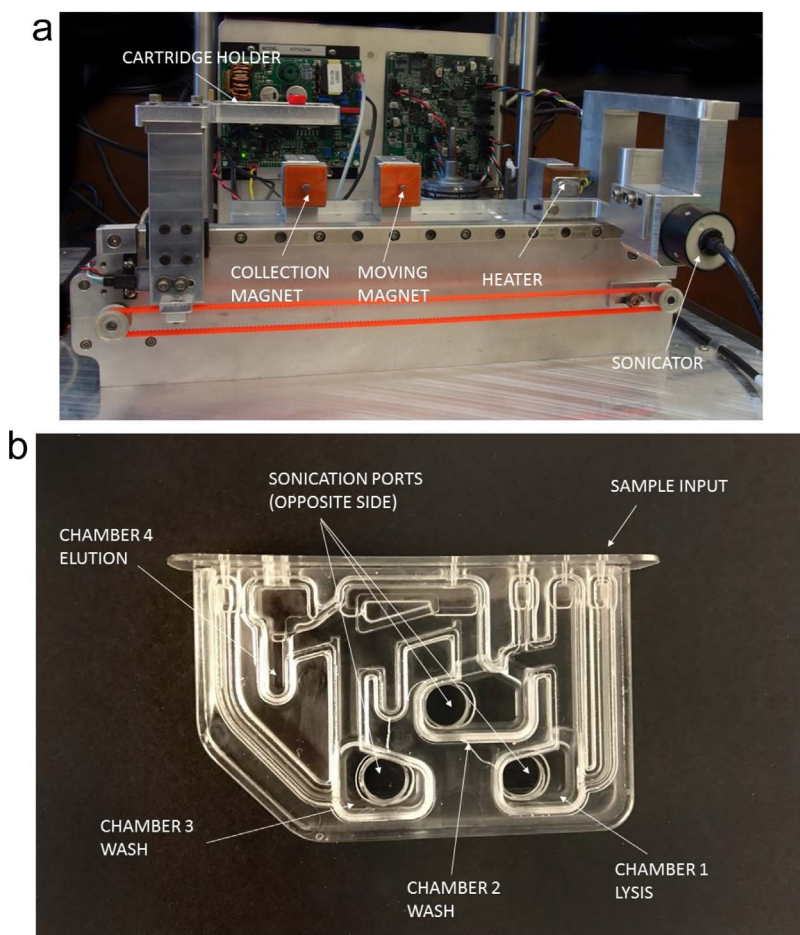 a
CARTRIDGE HOLDER
COLLECTION
MAGNET
MOVING
MAGNET
HEATER
SONICATOR
b
SONICATION PORTS
(OPPOSITE SIDE)
SAMPLE INPUT
CHAMBER 4
ELUTION
CHAMBER 3
WASH
CHAMBER 2
WASH
CHAMBER 1
LYSIS